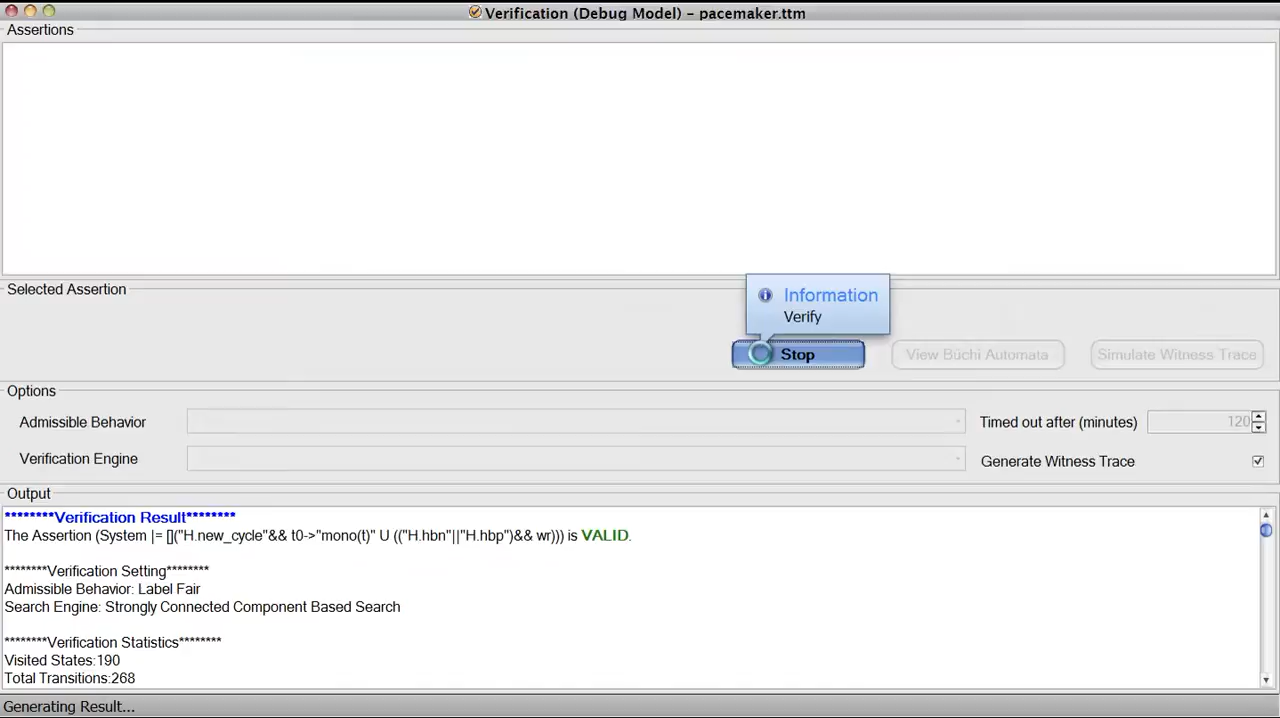 Verification (Debug Model) - pacemaker.ttm
Assertions
Selected Assertion
Information
Verify
Stop
View Büchi Automata
Simulate Witness Trace
Options
Admissible Behavior
Timed out after (minutes)
120
Verification Engine
Generate Witness Trace
Output
********Verification Result********
The Assertion (System |= []("H.new_cycle"&& t0->"mono(t)" U (("H.hbn"||"H.hbp")&& wr))) is VALID.
********Verification Setting********
Admissible Behavior: Label Fair
Search Engine: Strongly Connected Component Based Search
********Verification Statistics********
Visited States:190
Total Transitions:268
Generating Result...